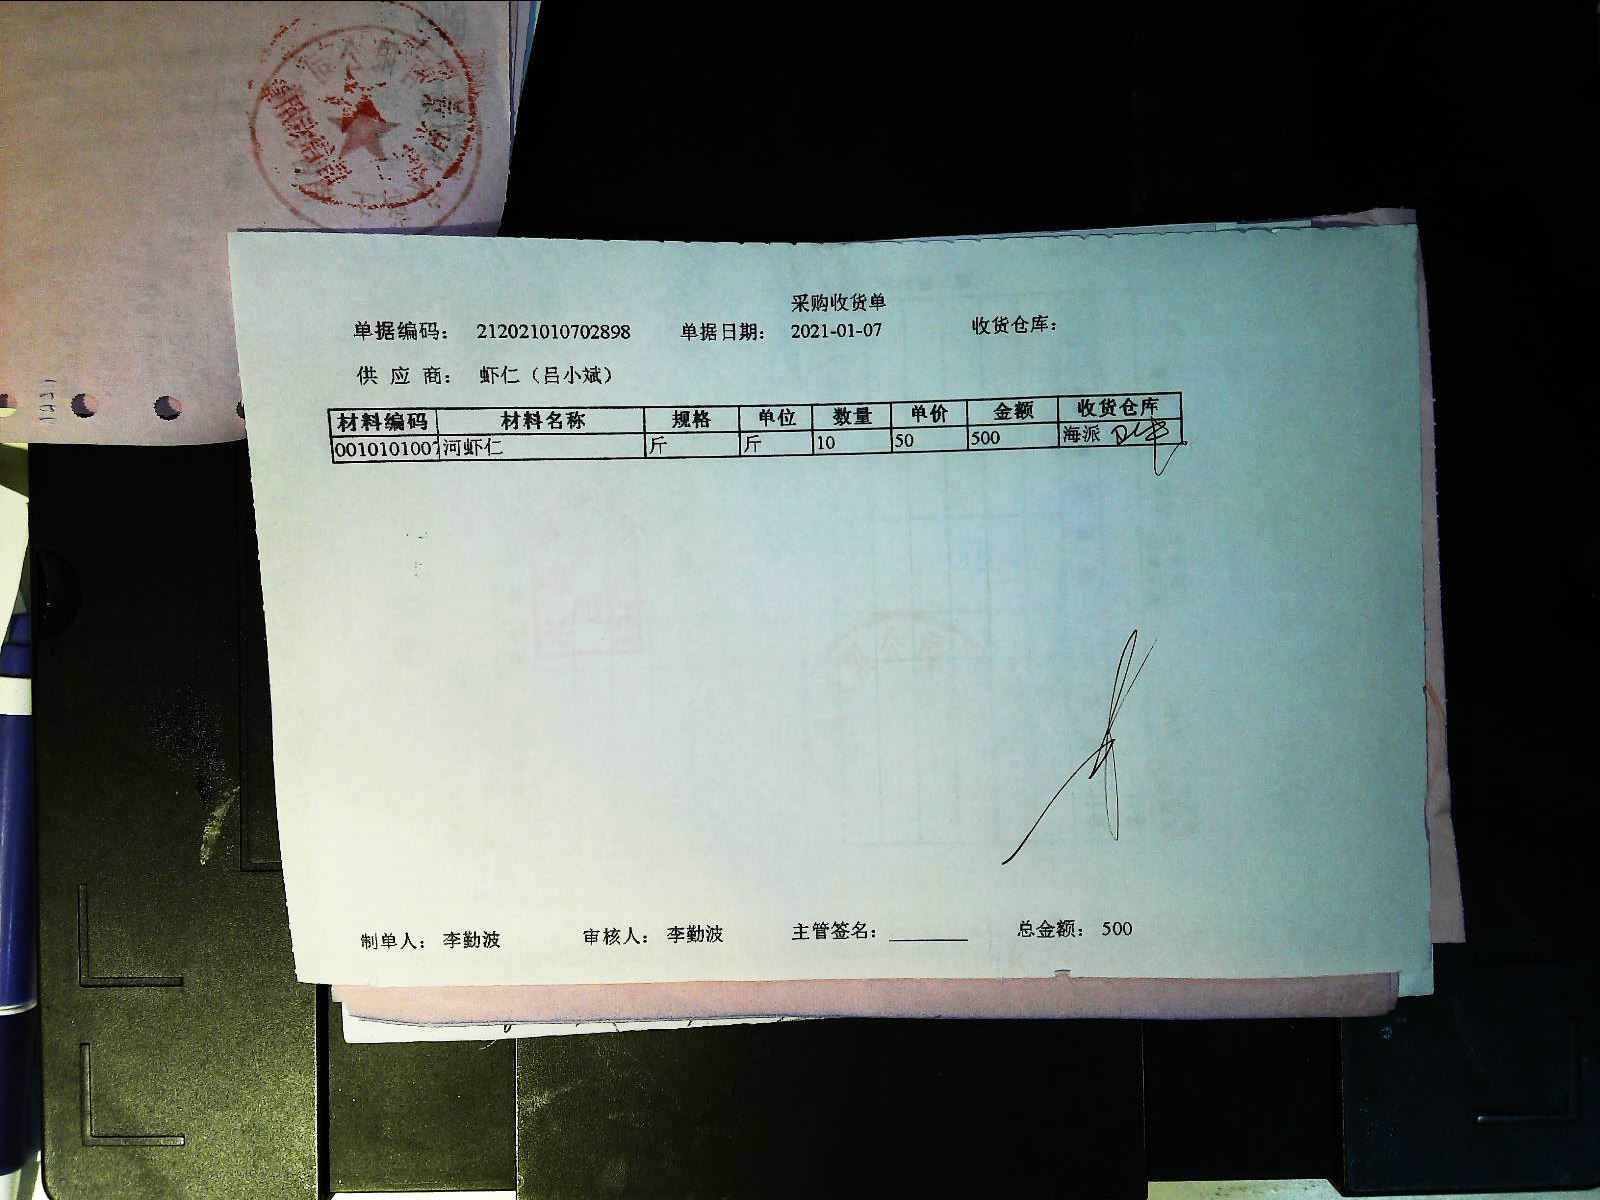 采购收货单
单据编码： 212021010702898 单据日期： 2021-01-07 收货仓库：
供 应 商： 虾仁（吕小斌）
材料编码 材料名称 规格 单位 数量 单价 金额 收货仓库
0010101007 河虾仁 斤 斤 10 50 500 海派
制单人： 李勤波 审核人： 李勤波 主管签名： 总金额： 500